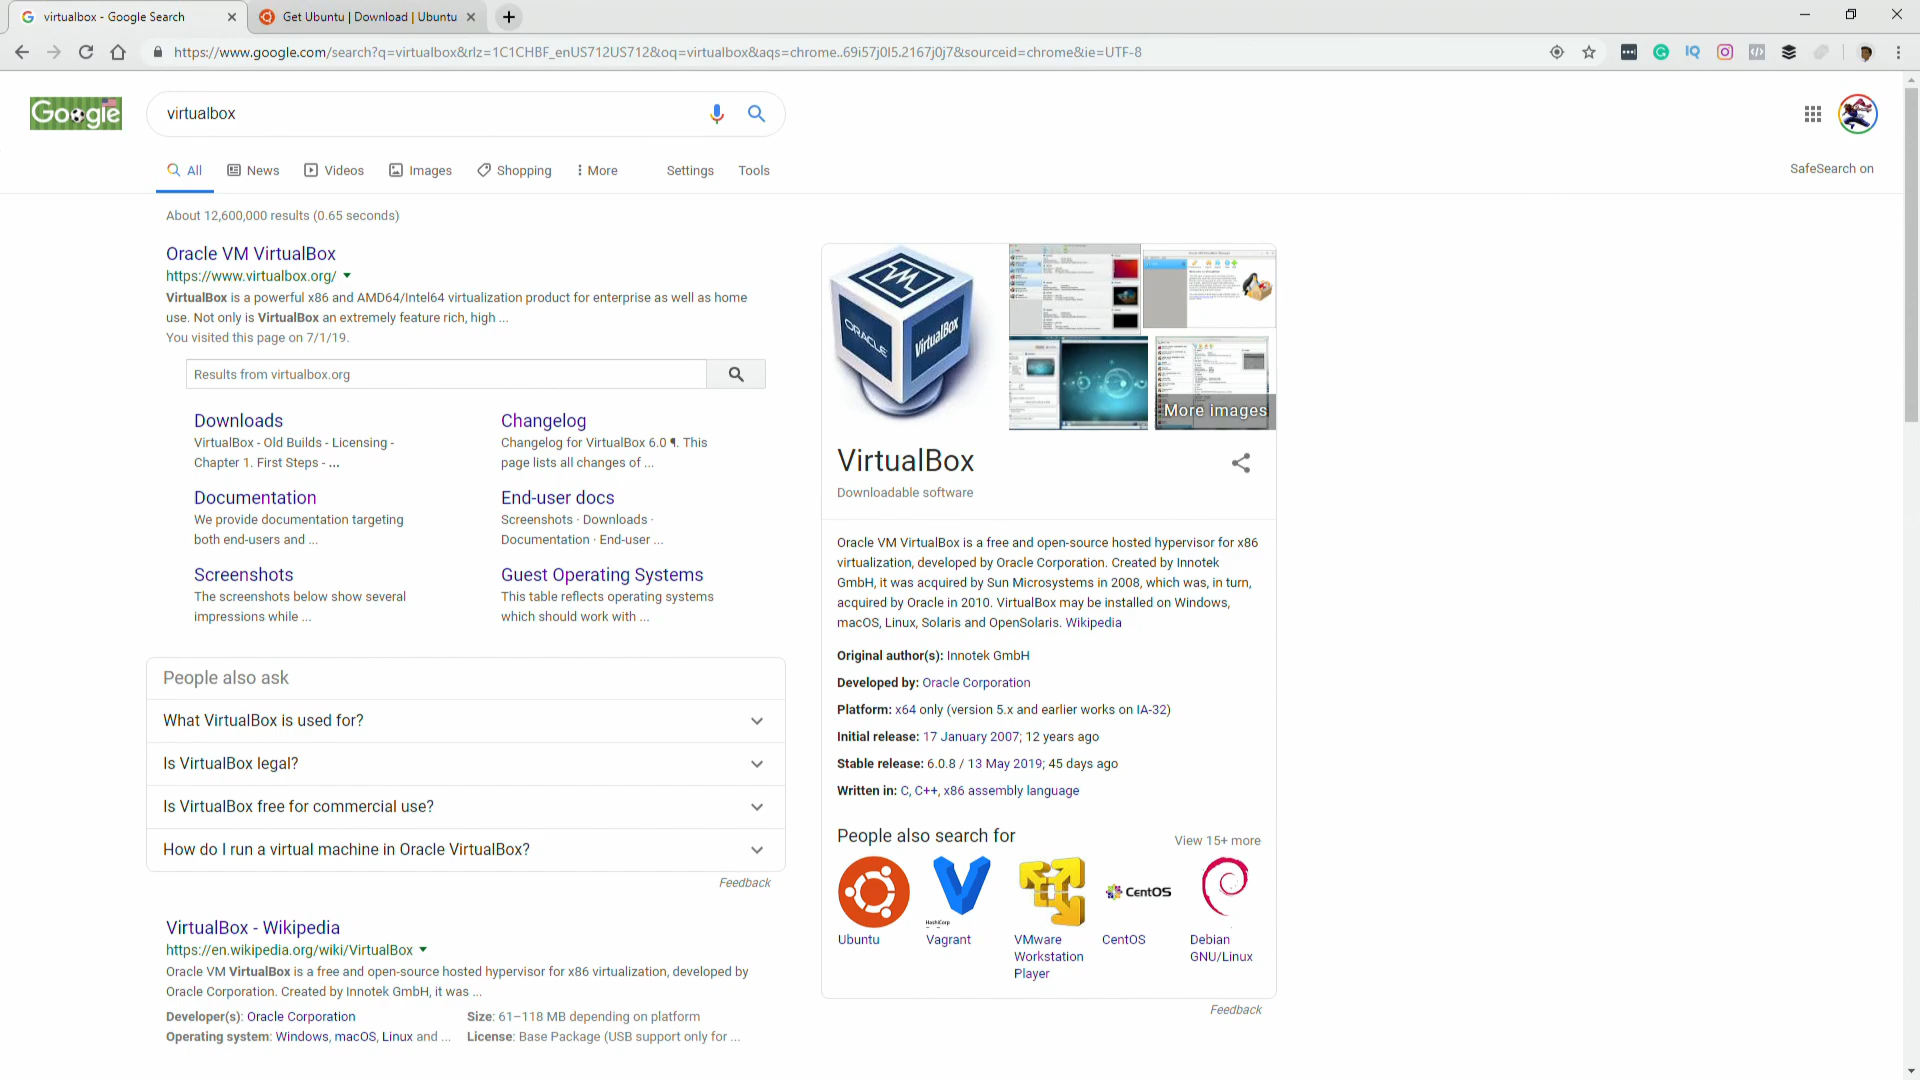 virtualbox - Google Search
Get Ubuntu | Download | Ubuntu
https://www.google.com/search?q=virtualbox&rlz=1C1CHBF_enUS712US712&oq=virtualbox&aqs=chrome..69i57j0l5.2167j0j7&sourceid=chrome&ie=UTF-8
Google
virtualbox
All
News
Videos
Images
Shopping
More
Settings
Tools
SafeSearch on
About 12,600,000 results (0.65 seconds)
Oracle VM VirtualBox
https://www.virtualbox.org/
VirtualBox is a powerful x86 and AMD64/Intel64 virtualization product for enterprise as well as home
use. Not only is VirtualBox an extremely feature rich, high ...
You visited this page on 7/1/19.
Results from virtualbox.org
Downloads
VirtualBox - Old Builds - Licensing -
Chapter 1. First Steps - ...
Changelog
Changelog for VirtualBox 6.0 ¶. This
page lists all changes of ...
Documentation
We provide documentation targeting
both end-users and ...
End-user docs
Screenshots · Downloads ·
Documentation · End-user ...
Screenshots
The screenshots below show several
impressions while ...
Guest Operating Systems
This table reflects operating systems
which should work with ...
People also ask
What VirtualBox is used for?
Is VirtualBox legal?
Is VirtualBox free for commercial use?
How do I run a virtual machine in Oracle VirtualBox?
Feedback
VirtualBox - Wikipedia
https://en.wikipedia.org/wiki/VirtualBox
Oracle VM VirtualBox is a free and open-source hosted hypervisor for x86 virtualization, developed by
Oracle Corporation. Created by Innotek GmbH, it was ...
Developer(s): Oracle Corporation
Size: 61–118 MB depending on platform
Operating system: Windows, macOS, Linux and ...
License: Base Package (USB support only for ...
ORACLE
VirtualBox
More images
VirtualBox
Downloadable software
Oracle VM VirtualBox is a free and open-source hosted hypervisor for x86
virtualization, developed by Oracle Corporation. Created by Innotek
GmbH, it was acquired by Sun Microsystems in 2008, which was, in turn,
acquired by Oracle in 2010. VirtualBox may be installed on Windows,
macOS, Linux, Solaris and OpenSolaris. Wikipedia
Original author(s): Innotek GmbH
Developed by: Oracle Corporation
Platform: x64 only (version 5.x and earlier works on IA-32)
Initial release: 17 January 2007; 12 years ago
Stable release: 6.0.8 / 13 May 2019; 45 days ago
Written in: C, C++, x86 assembly language
People also search for
View 15+ more
HashiCorp
CentOS
Ubuntu
Vagrant
VMware
Workstation
Player
CentOS
Debian
GNU/Linux
Feedback